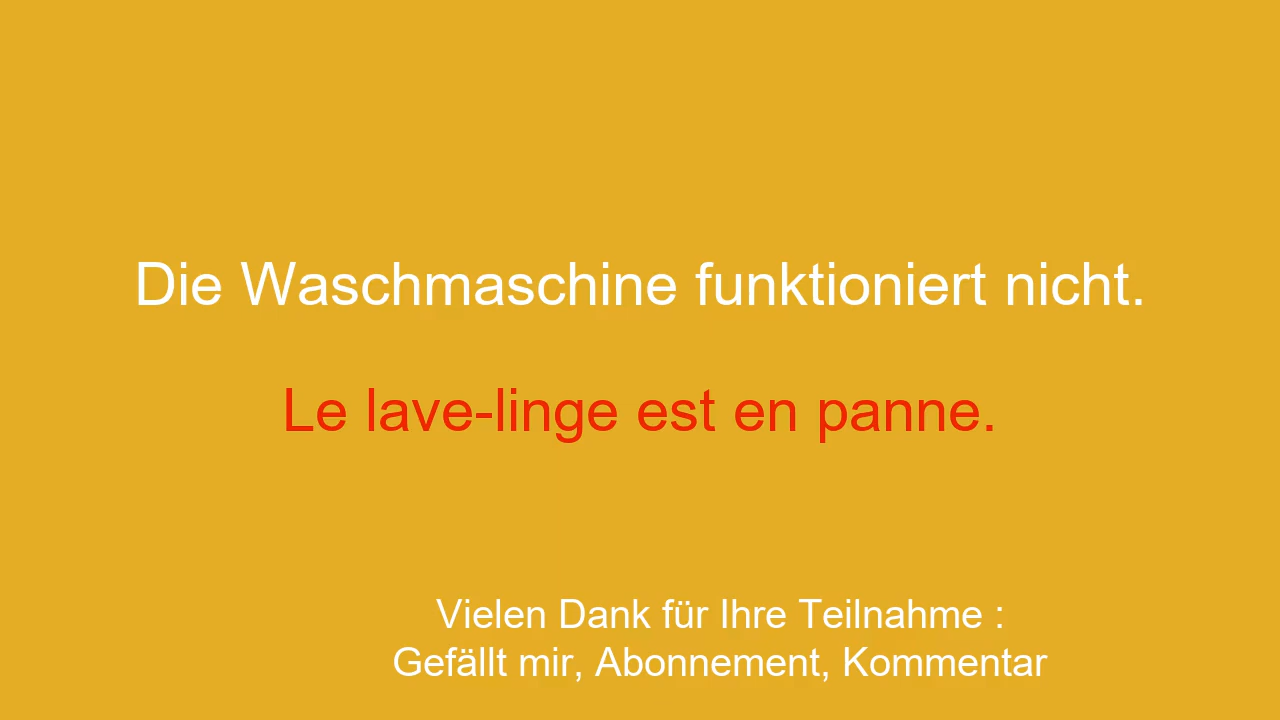 Die Waschmaschine funktioniert nicht.
Le lave-linge est en panne.
Vielen Dank für Ihre Teilnahme :
Gefällt mir, Abonnement, Kommentar